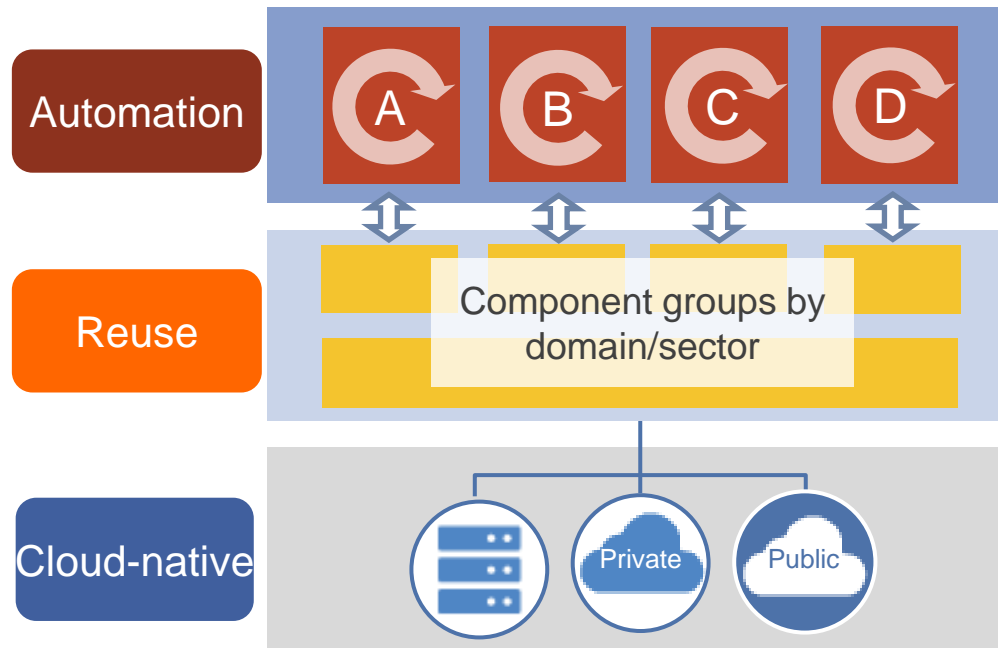 Automation
A
B
C
D
Reuse
Component groups by
domain/sector
Cloud-native
Private
Public